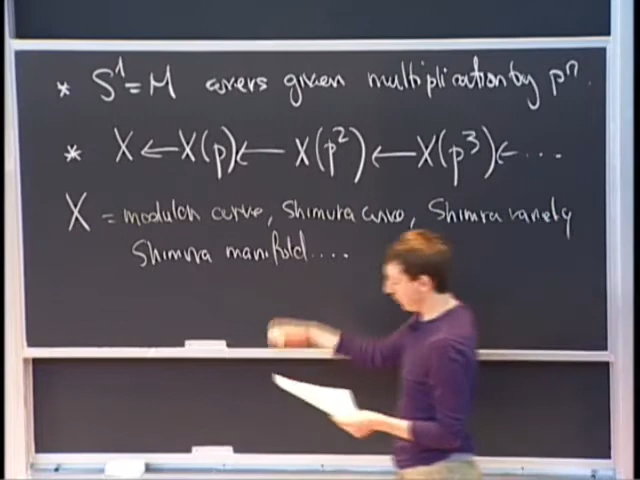 * S¹ = M covers given multiplication by pⁿ.
* X ← X(p) ← X(p²) ← X(p³) ← ...
X = modular curve, Shimura curve, Shimura variety
Shimura manifold....